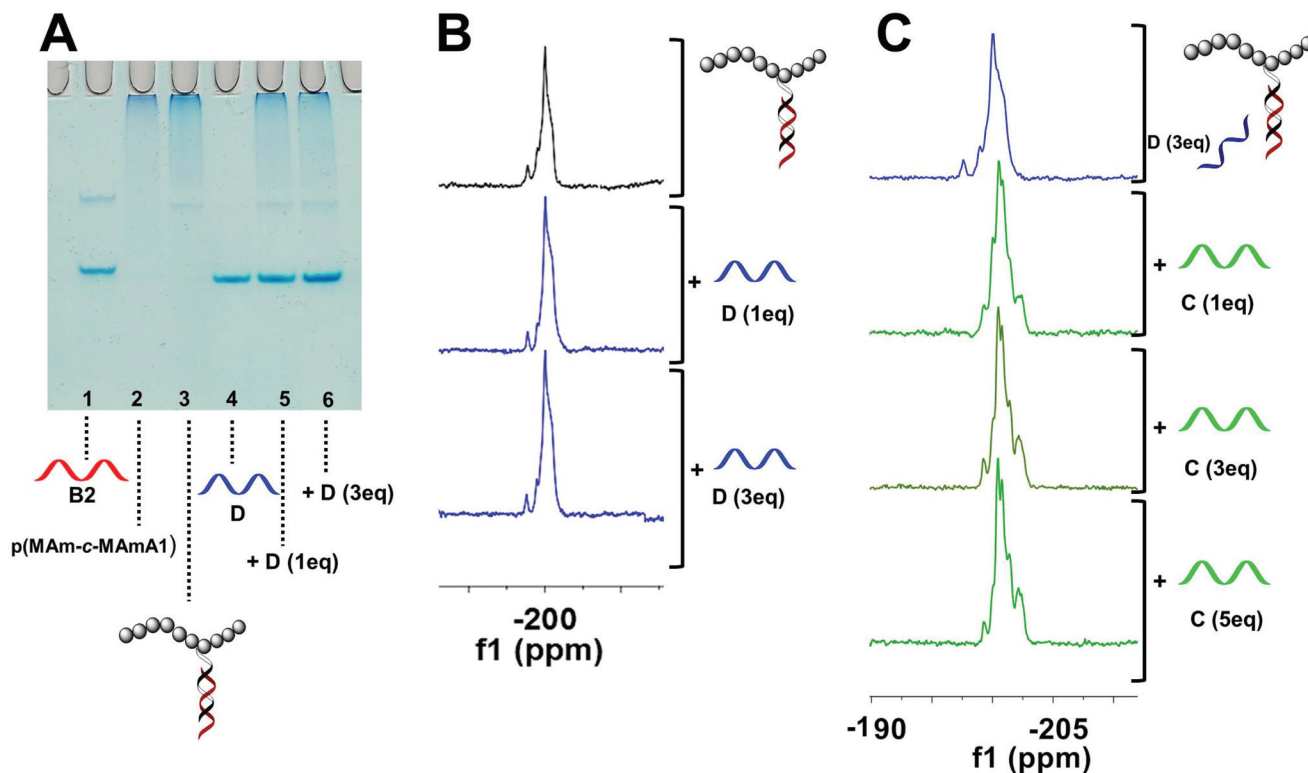 A
1 2 3 4 5 6
B2
D
+ D (3eq)
p(MAm-c-MAmA1)
+ D (1eq)
B
+
D (1eq)
+
D (3eq)
-200
f1 (ppm)
C
D (3eq)
+
C (1eq)
+
C (3eq)
+
C (5eq)
-190 -205
f1 (ppm)